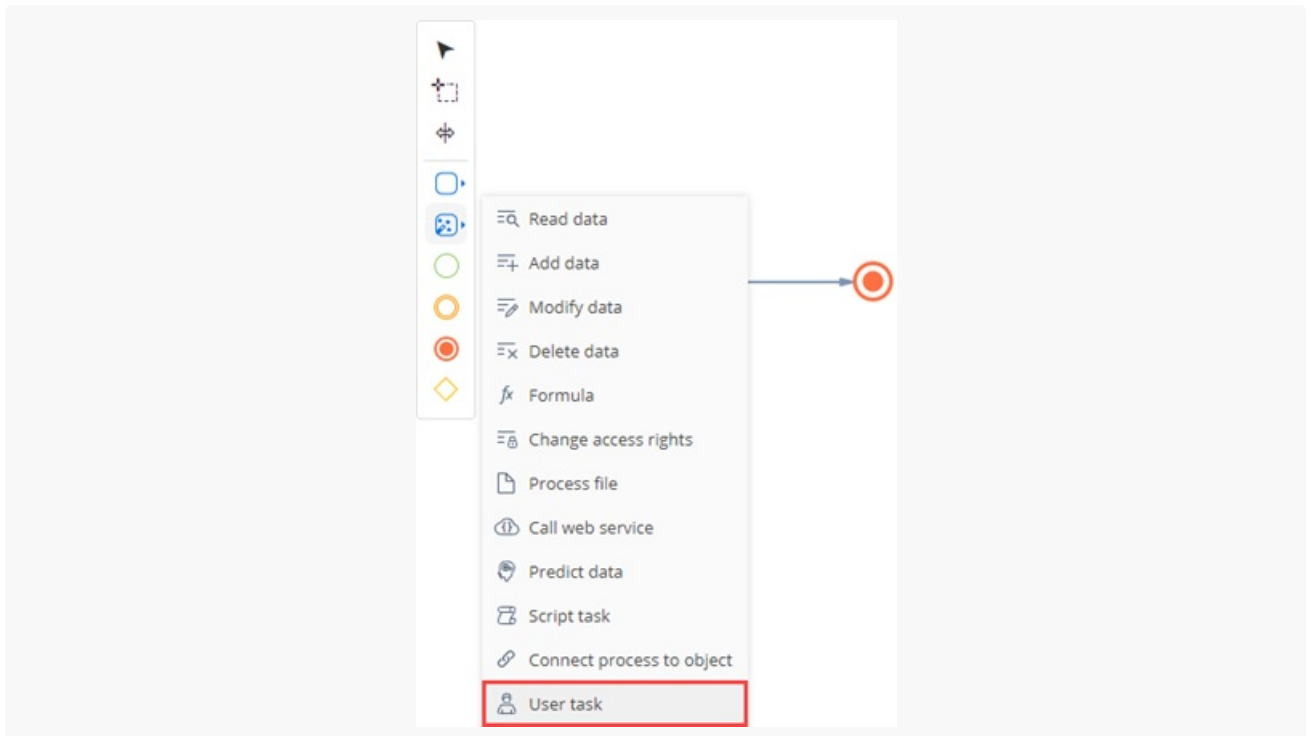 Read data
Add data
Modify data
Delete data
fx Formula
Change access rights
Process file
Call web service
Predict data
Script task
Connect process to object
User task